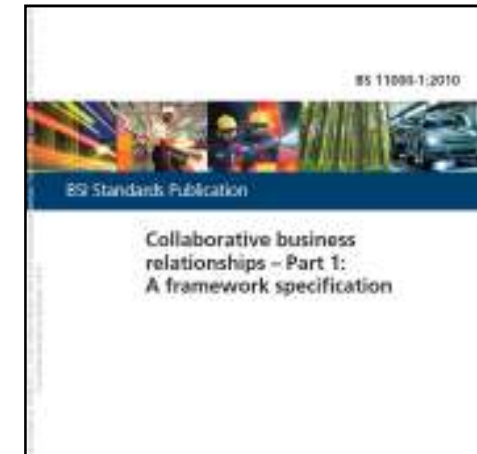 BS 11000-1:2010
BSI Standards Publication
Collaborative business
relationships – Part 1:
A framework specification